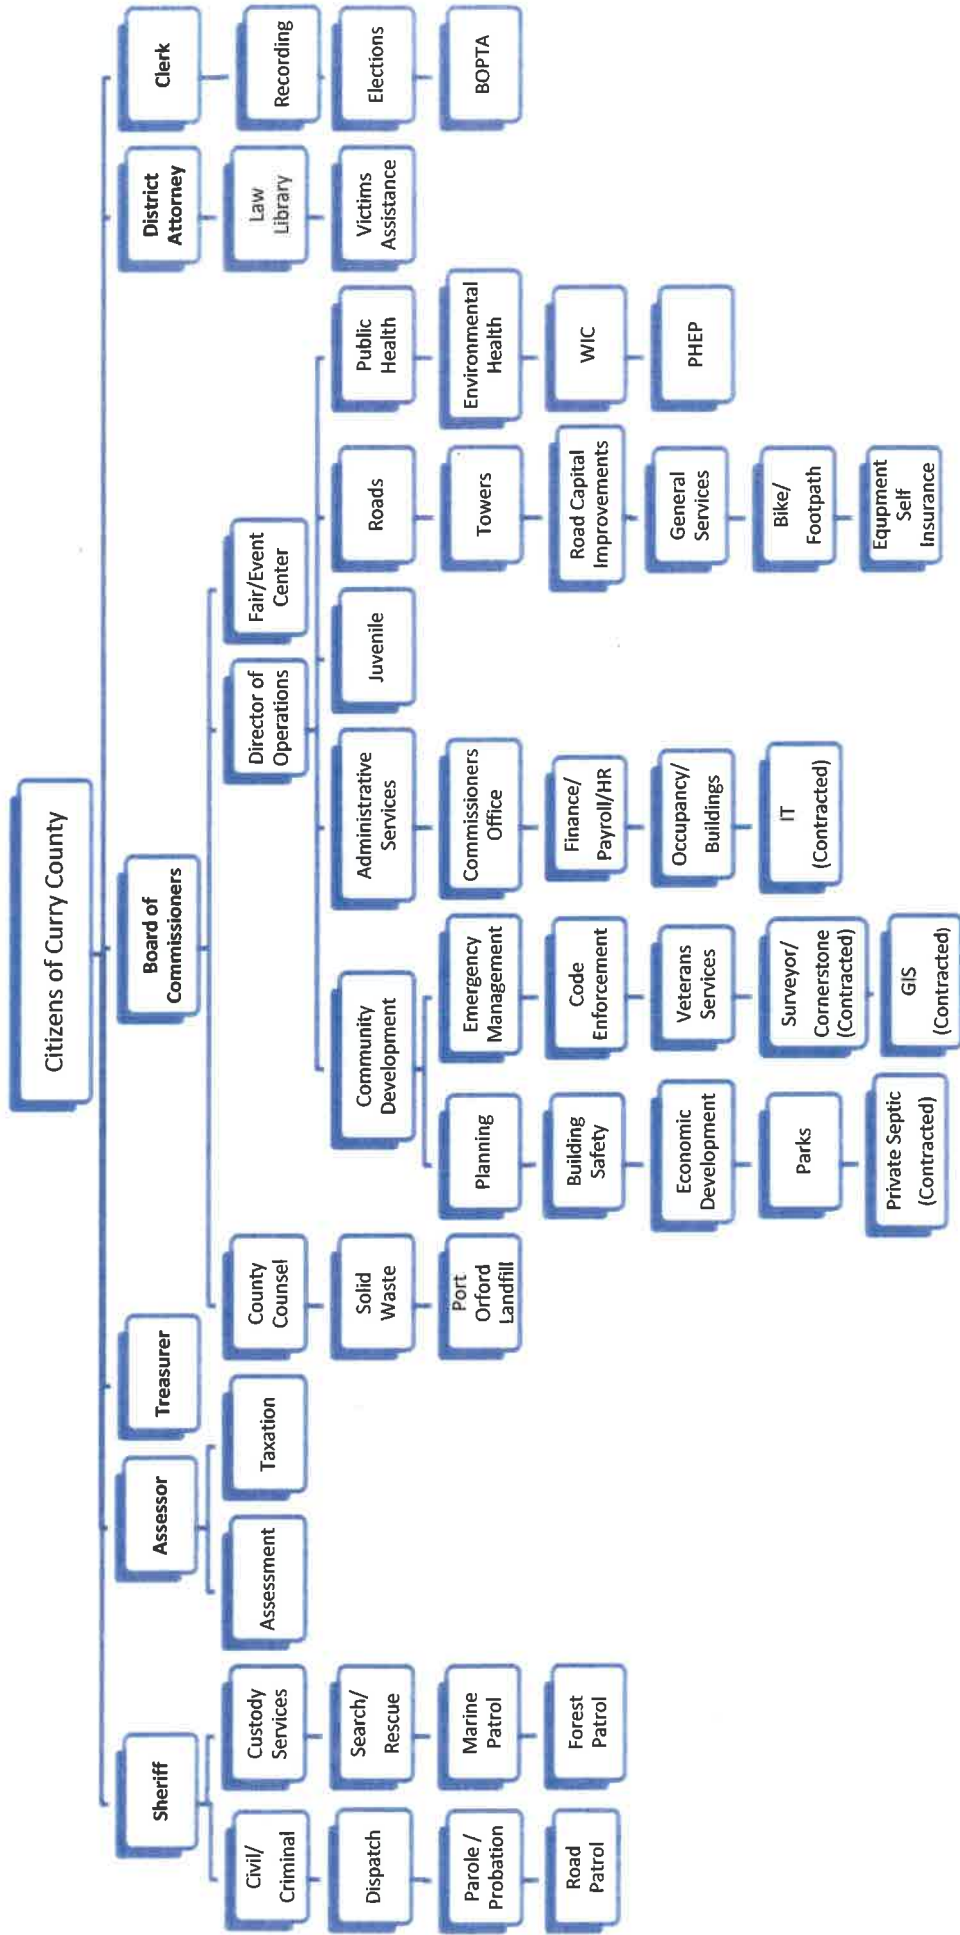 Citizens of Curry County
Sheriff
Assessor
Treasurer
Board of
Commissioners
District
Attorney
Clerk
Civil/
Criminal
Dispatch
Parole /
Probation
Road
Patrol
Custody
Services
Search/
Rescue
Marine
Patrol
Forest
Patrol
Assessment
Taxation
County
Counsel
Solid
Waste
Port
Orford
Landfill
Director of
Operations
Fair/Event
Center
Community
Development
Planning
Building
Safety
Economic
Development
Parks
Private Septic
(Contracted)
Emergency
Management
Code
Enforcement
Veterans
Services
Surveyor/
Cornerstone
(Contracted)
GIS
(Contracted)
Administrative
Services
Commissioners
Office
Finance/
Payroll/HR
Occupancy/
Buildings
IT
(Contracted)
Juvenile
Roads
Towers
Road Capital
Improvements
General
Services
Bike/
Footpath
Equpment
Self
Insurance
Public
Health
Environmental
Health
WIC
PHEP
Law
Library
Victims
Assistance
Recording
Elections
BOPTA